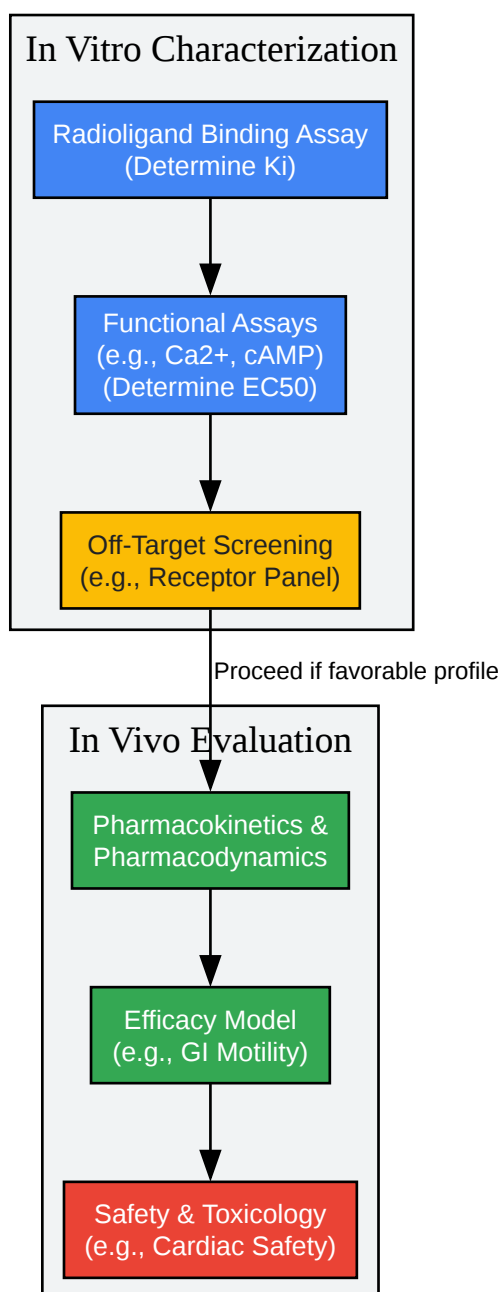 In Vitro Characterization
Radioligand Binding Assay
(Determine Ki)
Functional Assays
(e.g., Ca2+, cAMP)
(Determine EC50)
Off-Target Screening
(e.g., Receptor Panel)
Proceed if favorable profile
In Vivo Evaluation
Pharmacokinetics &
Pharmacodynamics
Efficacy Model
(e.g., GI Motility)
Safety & Toxicology
(e.g., Cardiac Safety)